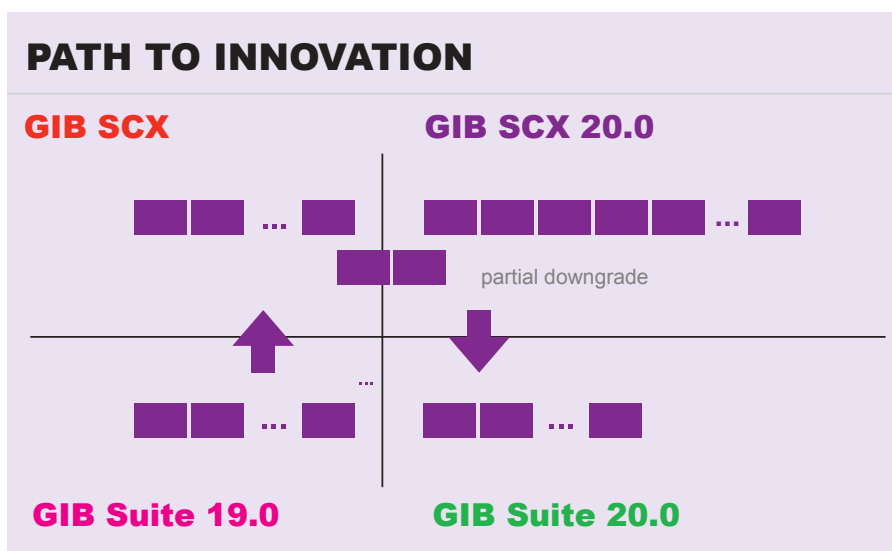 PATH TO INNOVATION
GIB SCX
GIB SCX 20.0
...
...
partial downgrade
...
...
...
GIB Suite 19.0
GIB Suite 20.0